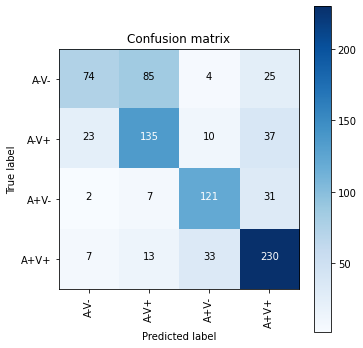 Confusion matrix
A-V- 74 85 4 25
A-V+ 23 135 10 37
A+V- 2 7 121 31
A+V+ 7 13 33 230
A-V- A-V+ A+V- A+V+
Predicted label
True label
200
150
100
50